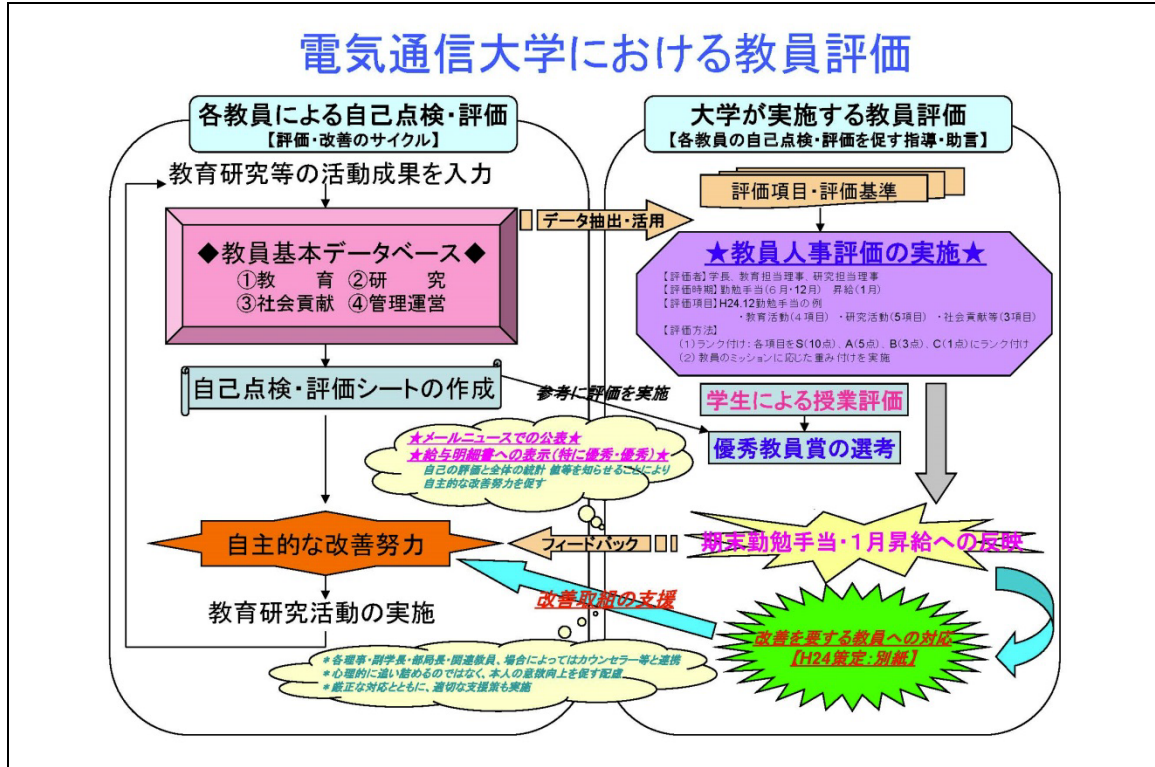 電気通信大学における教員評価
各教員による自己点検・評価
【評価・改善のサイクル】
教育研究等の活動成果を入力
◆教員基本データベース◆
①教　　育　②研　　究
③社会貢献　④管理運営
自己点検・評価シートの作成
自主的な改善努力
教育研究活動の実施
データ抽出・活用
参考に評価を実施
★メールニュースでの公表★
★給与明細書への表示(特に優秀・優秀)★
自己の評価と全体の統計 値等を知らせることにより
自主的な改善努力を促す
フィードバック
改善取組の支援
＊各理事・副学長・部局長・関連教員、場合によってはカウンセラー等と連携
＊心理的に追い詰めるのではなく、本人の意欲向上を促す配慮
＊厳正な対応とともに、適切な支援策も実施
大学が実施する教員評価
【各教員の自己点検・評価を促す指導・助言】
評価項目・評価基準
★教員人事評価の実施★
【評価者】学長、教育担当理事、研究担当理事
【評価時期】勤勉手当(６月・12月)　昇給(1月)
【評価項目】H24.12勤勉手当の例
・教育活動(４項目)　・研究活動(5項目)　・社会貢献等(３項目)
【評価方法】
(１)ランク付け：各項目をS(10点)、A(5点)、B(3点)、C(1点)にランク付け
(２)教員のミッションに応じた重み付けを実施
学生による授業評価
優秀教員賞の選考
期末勤勉手当・１月昇給への反映
改善を要する教員への対応
【H24策定：別紙】